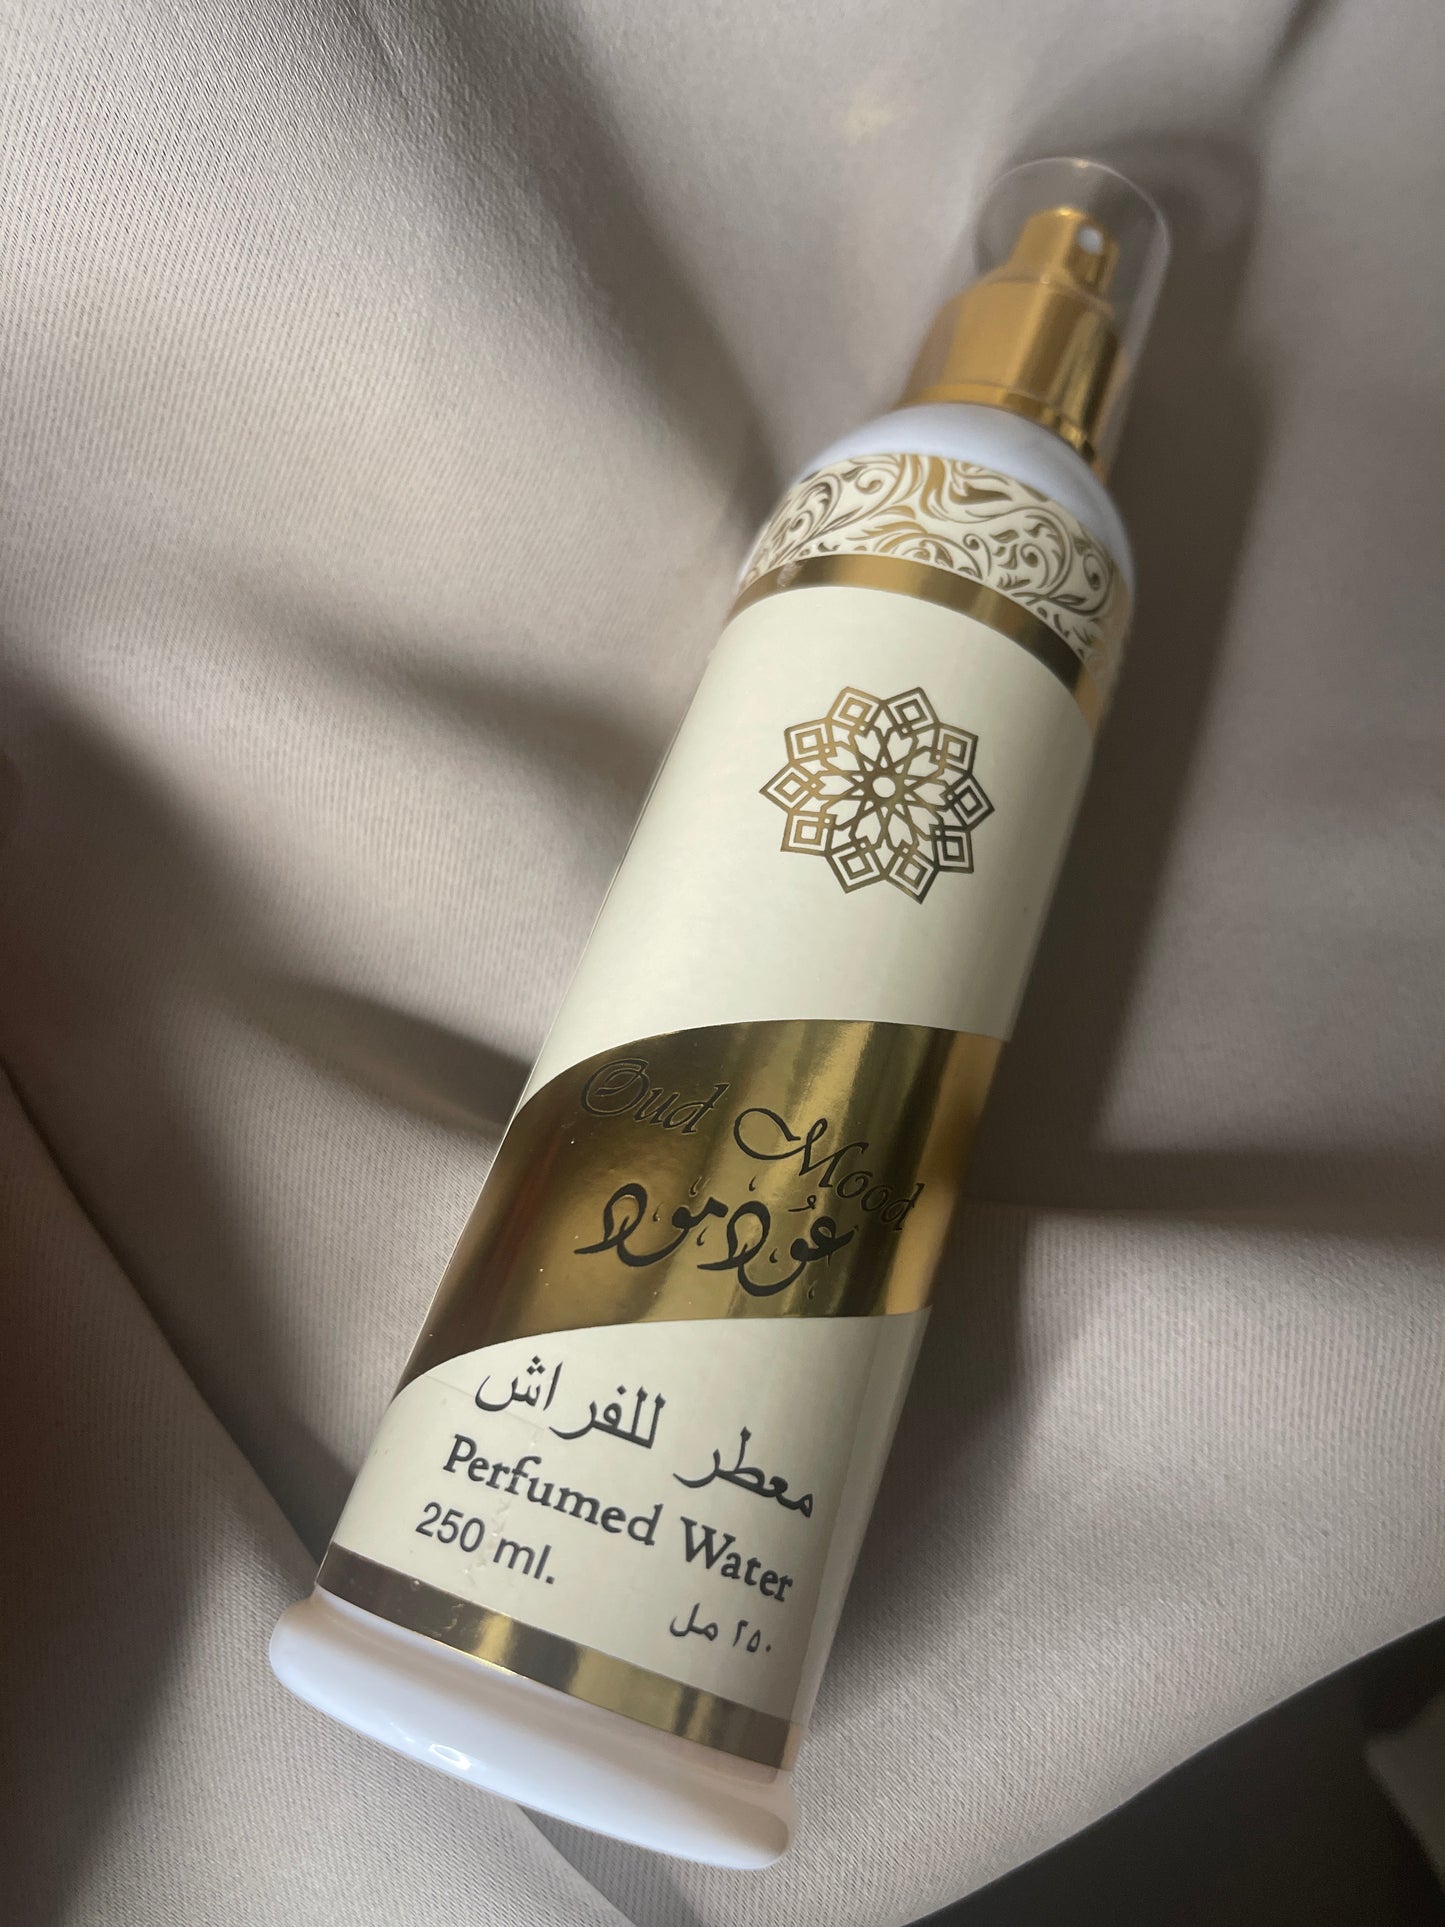 Oud Mood
عود مود
معطر للفراش
Perfumed Water
250 ml.
٢٥٠ مل